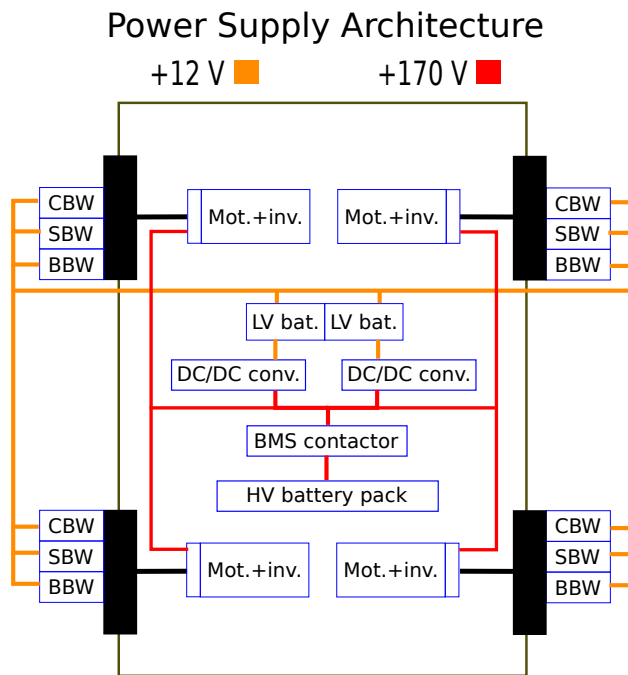 Power Supply Architecture
+12 V +170 V
CBW Mot.+inv. Mot.+inv. CBW
SBW SBW
BBW BBW
LV bat. LV bat.
DC/DC conv. DC/DC conv.
BMS contactor
HV battery pack
CBW CBW
SBW Mot.+inv. Mot.+inv. SBW
BBW BBW